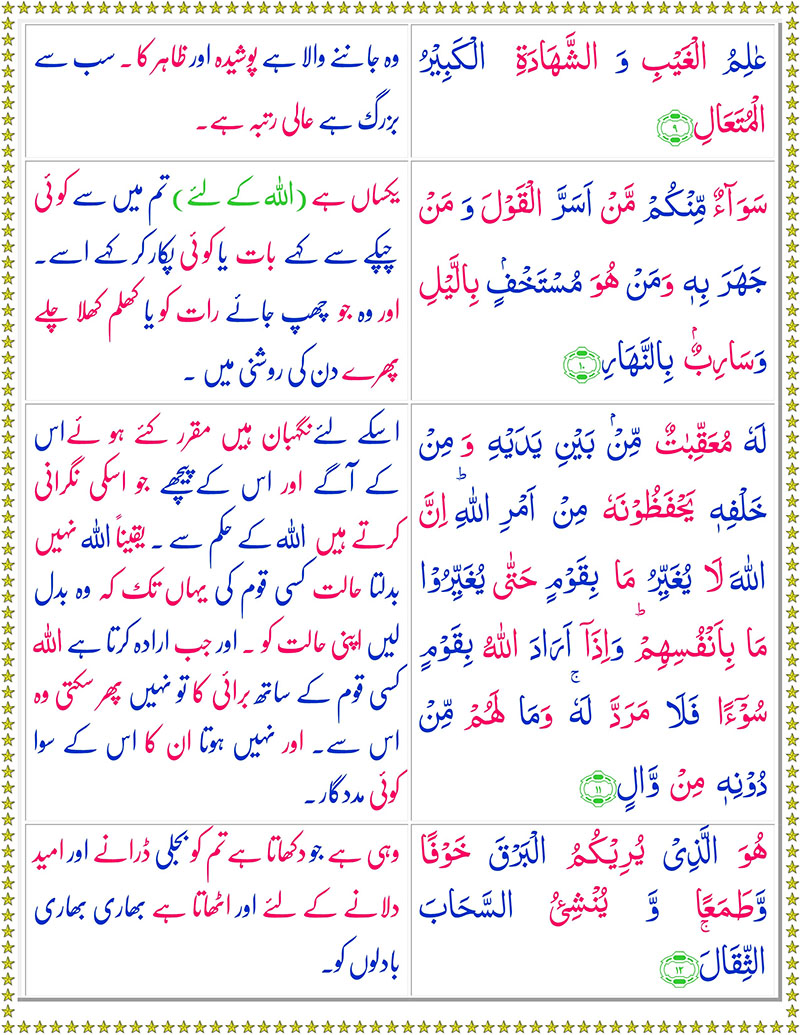 عٰلِمُ الْغَيْبِ وَ الشَّهَادَةِ الْكَبِيْرُ
الْمُتَعَالِ ۹
وہ جاننے والا ہے پوشیدہ اور ظاہر کا۔ سب سے
بزرگ ہے عالی رتبہ ہے۔
سَوَآءٌ مِّنْكُمْ مَّنْ اَسَرَّ الْقَوْلَ وَ مَنْ
جَهَرَ بِهٖ وَمَنْ هُوَ مُسْتَخْفٍۭ بِالَّيْلِ
وَسَارِبٌۢ بِالنَّهَارِ ۱۰
یکساں ہے (اللہ کے لئے) تم میں سے کوئی
چپکے سے کہے بات یا کوئی پکار کر کہے اسے۔
اور وہ جو چھپ جائے رات کو یا کھلم کھلا چلے
پھرے دن کی روشنی میں ۔
لَهٗ مُعَقِّبٰتٌ مِّنْۢ بَيْنِ يَدَيْهِ وَ مِنْ
خَلْفِهٖ يَحْفَظُوْنَهٗ مِنْ اَمْرِ اللّٰهِ ؕ اِنَّ
اللّٰهَ لَا يُغَيِّرُ مَا بِقَوْمٍ حَتّٰى يُغَيِّرُوْا
مَا بِاَنْفُسِهِمْ ؕ وَاِذَاۤ اَرَادَ اللّٰهُ بِقَوْمٍ
سُوْٓءًا فَلَا مَرَدَّ لَهٗ ۚ وَمَا لَهُمْ مِّنْ
دُوْنِهٖ مِنْ وَّالٍ ۱۱
اسکے لئے نگہبان ہیں مقرر کئے ہوئے اس
کے آگے اور اس کے پیچھے جو اسکی نگرانی
کرتے ہیں اللہ کے حکم سے ۔ یقیناً اللہ نہیں
بدلتا حالت کسی قوم کی یہاں تک کہ وہ بدل
لیں اپنی حالت کو ۔ اور جب ارادہ کرتا ہے اللہ
کسی قوم کے ساتھ برائی کا تو نہیں پھر سکتی وہ
اس سے۔ اور نہیں ہوتا ان کا اس کے سوا
کوئی مددگار۔
هُوَ الَّذِىْ يُرِيْكُمُ الْبَرْقَ خَوْفًا
وَّطَمَعًا وَّ يُنْشِئُ السَّحَابَ
الثِّقَالَ ۚ ۱۲
وہی ہے جو دکھاتا ہے تم کو بجلی ڈرانے اور امید
دلانے کے لئے اور اٹھاتا ہے بھاری بھاری
بادلوں کو۔